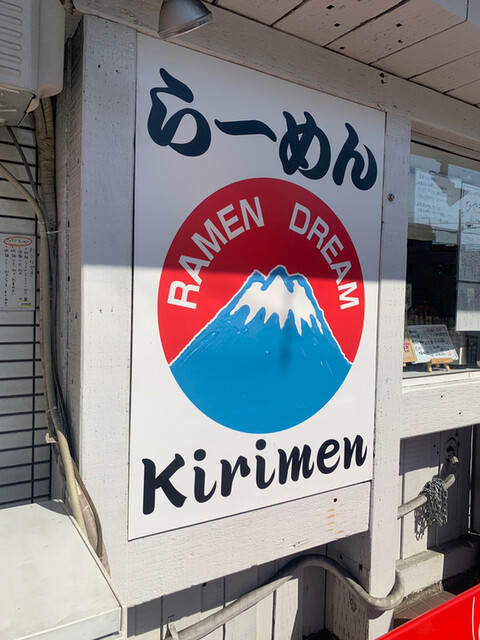 らーめん
RAMEN DREAM
Kirimen